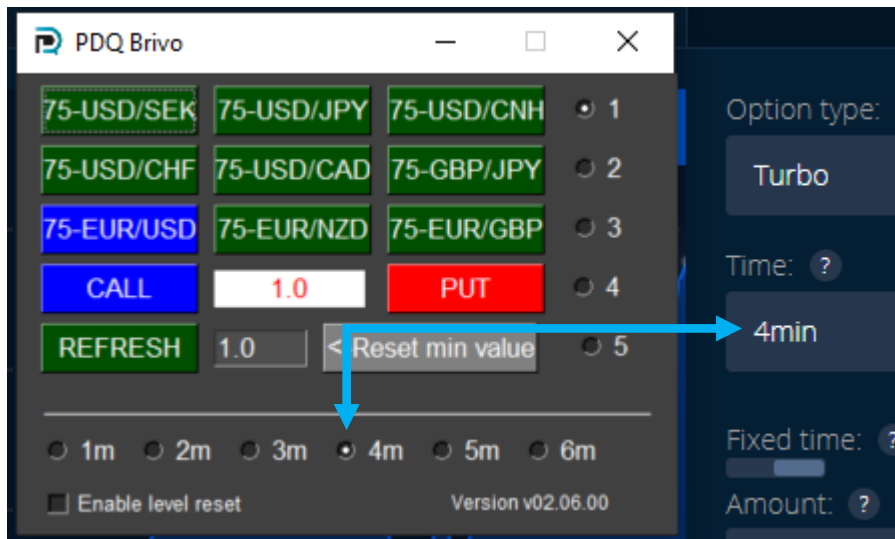 PDQ Brivo
75-USD/SEK 75-USD/JPY 75-USD/CNH 1
75-USD/CHF 75-USD/CAD 75-GBP/JPY 2
75-EUR/USD 75-EUR/NZD 75-EUR/GBP 3
CALL 1.0 PUT 4
REFRESH 1.0 < Reset min value 5
1m 2m 3m 4m 5m 6m
Enable level reset Version v02.06.00
Option type:
Turbo
Time: ?
4min
Fixed time: ?
Amount: ?